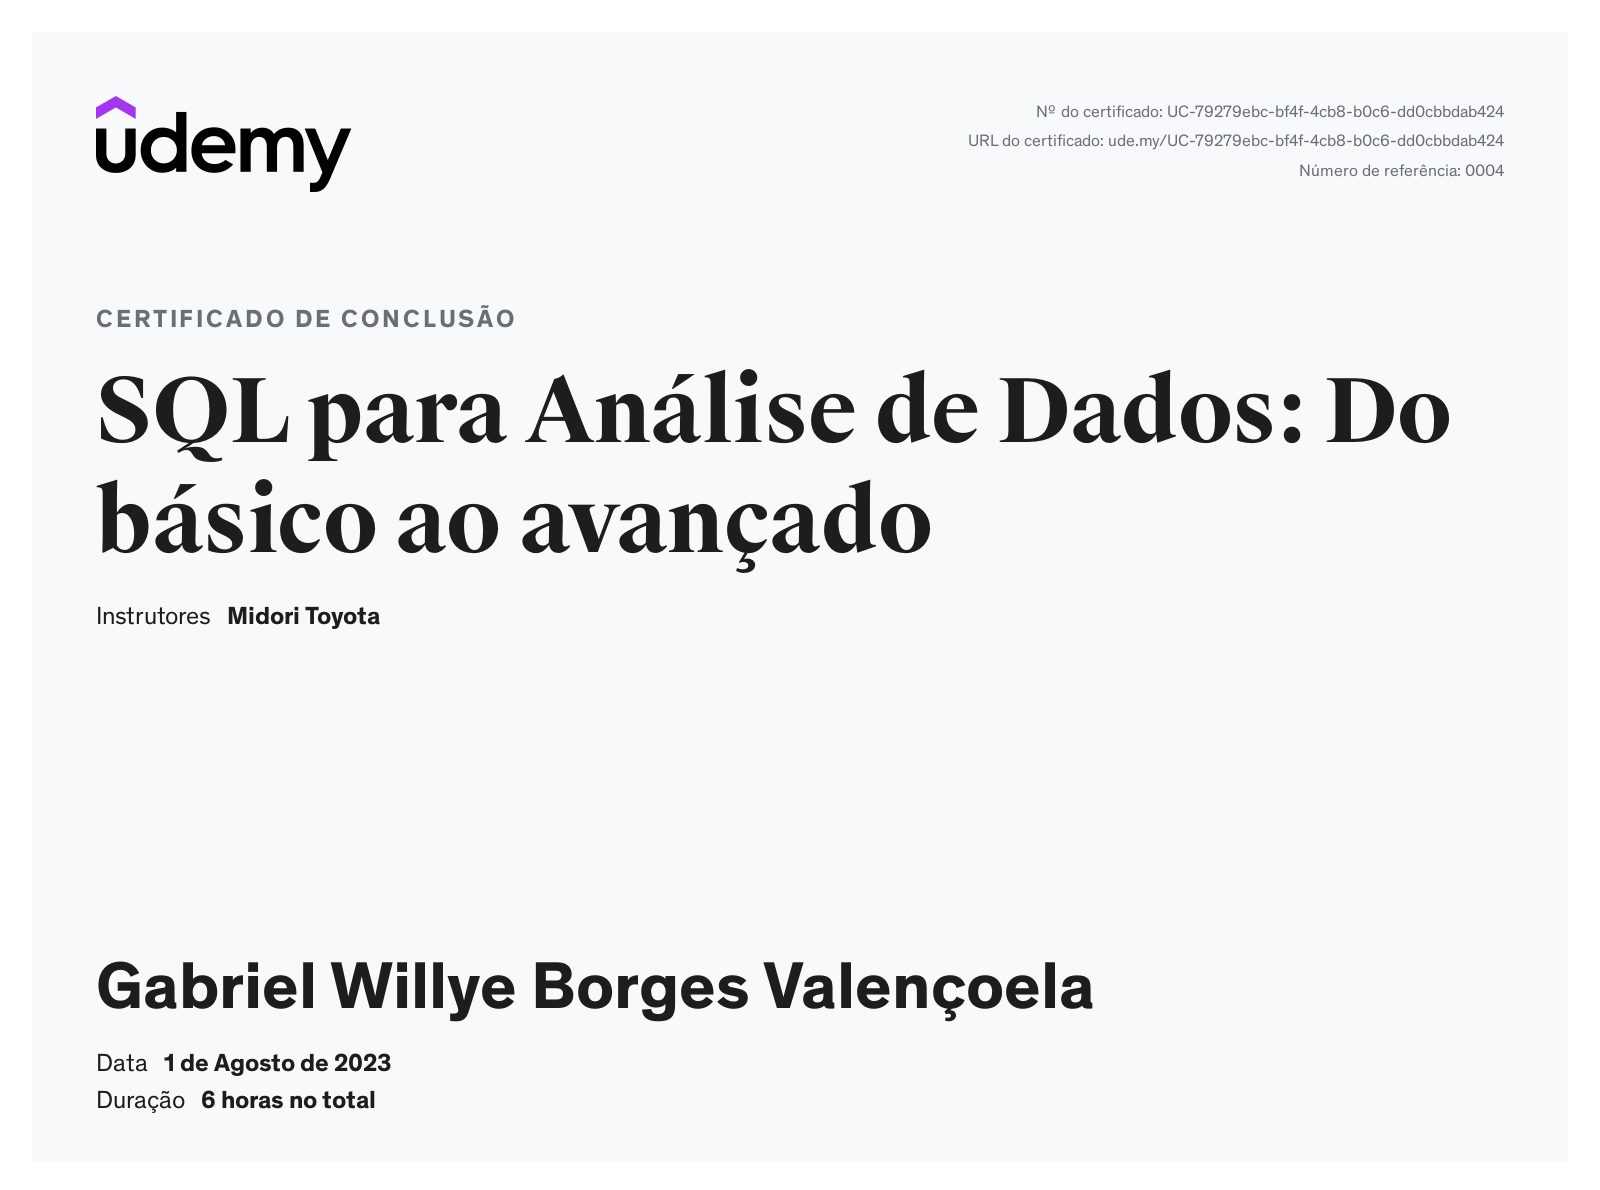 udemy
Nº do certificado: UC-79279ebc-bf4f-4cb8-b0c6-dd0cbbdab424
URL do certificado: ude.my/UC-79279ebc-bf4f-4cb8-b0c6-dd0cbbdab424
Número de referência: 0004
CERTIFICADO DE CONCLUSÃO
SQL para Análise de Dados: Do
básico ao avançado
Instrutores Midori Toyota
Gabriel Willye Borges Valençoela
Data 1 de Agosto de 2023
Duração 6 horas no total